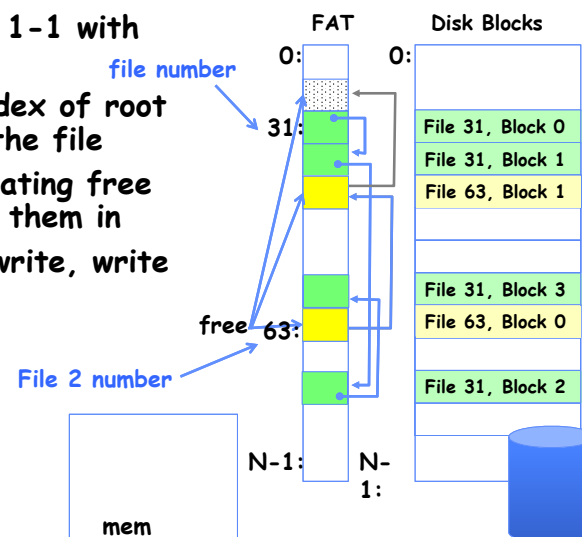 1-1 with
file number
dex of root
the file
ating free
them in
write, write
free
File 2 number
mem
FAT
0:
31:
63:
N-1:
Disk Blocks
0:
File 31, Block 0
File 31, Block 1
File 63, Block 1
File 31, Block 3
File 63, Block 0
File 31, Block 2
N-
1: